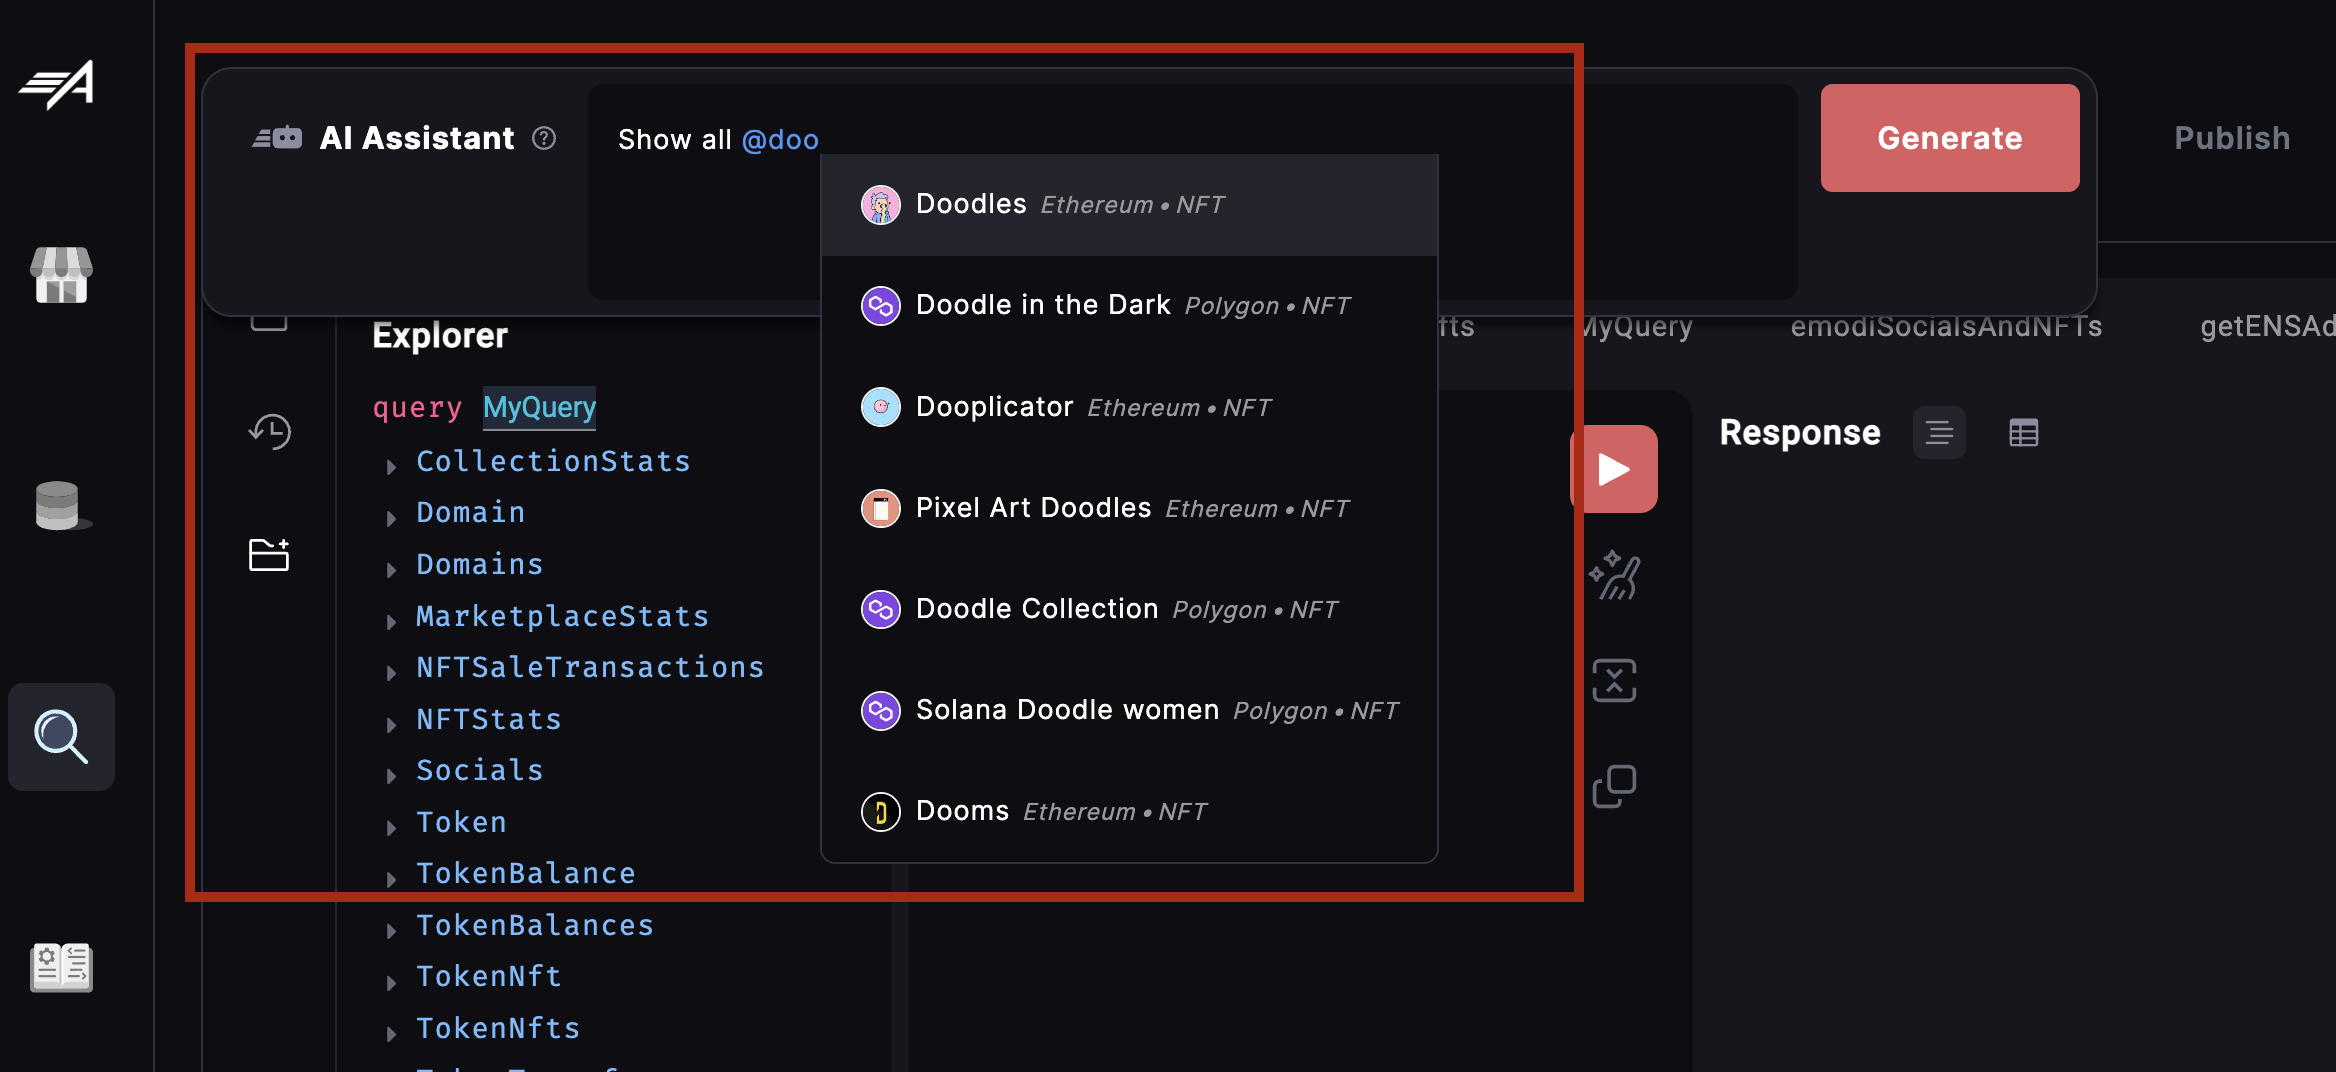 AI Assistant
Show all @doo
Generate
Publish
Doodles Ethereum • NFT
Doodle in the Dark Polygon • NFT
Dooplicator Ethereum • NFT
Pixel Art Doodles Ethereum • NFT
Doodle Collection Polygon • NFT
Solana Doodle women Polygon • NFT
Dooms Ethereum • NFT
fts
MyQuery
emodiSocialsAndNFTs
getENSAd
Explorer
query MyQuery
CollectionStats
Domain
Domains
MarketplaceStats
NFTSaleTransactions
NFTStats
Socials
Token
TokenBalance
TokenBalances
TokenNft
TokenNfts
Response